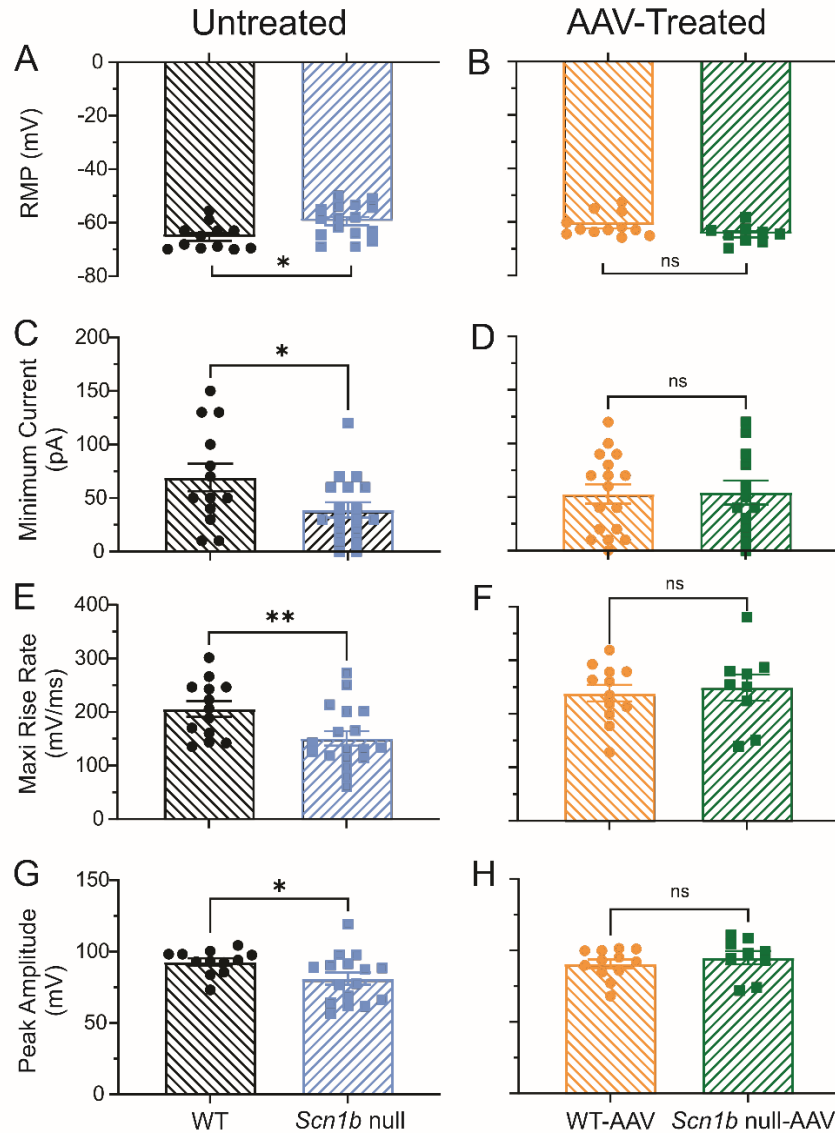 Untreated
AAV-Treated
A
B
0
-20
-40
-60
-80
RMP (mV)
*
ns
C
D
200
150
100
50
0
Minimum Current
(pA)
*
ns
E
F
400
300
200
100
0
Maxi Rise Rate
(mV/ms)
**
ns
G
H
150
100
50
0
Peak Amplitude
(mV)
*
ns
WT
Scn1b null
WT-AAV
Scn1b null-AAV